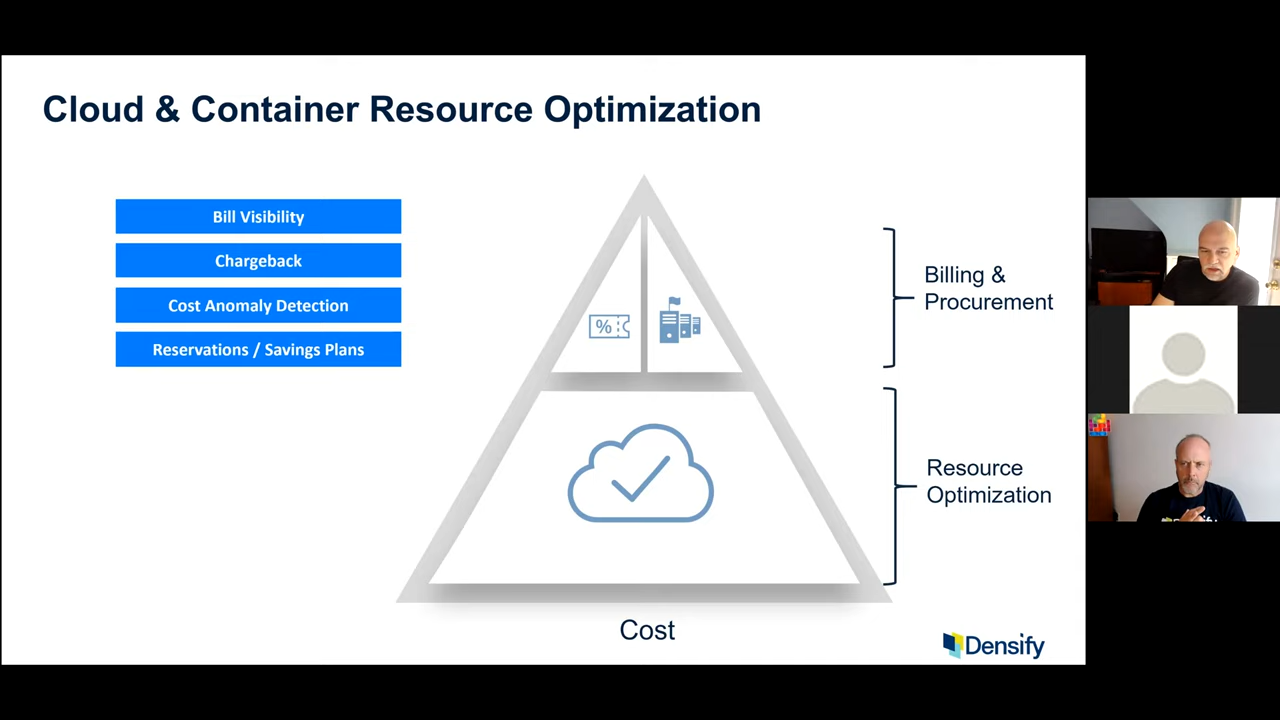 Cloud & Container Resource Optimization
Bill Visibility
Chargeback
Cost Anomaly Detection
Reservations / Savings Plans
%
Billing &
Procurement
Resource
Optimization
Cost
Densify